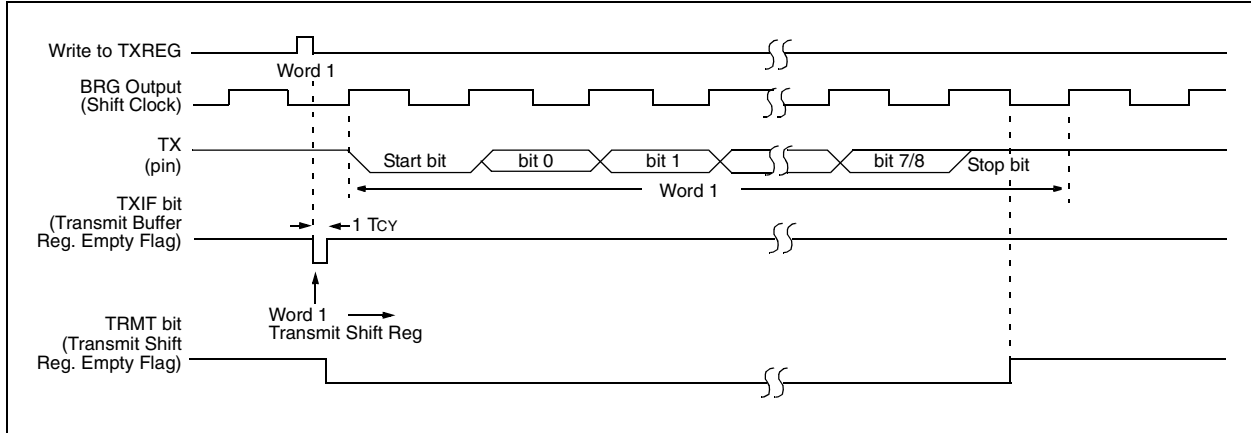 Write to TXREG
Word 1
BRG Output
(Shift Clock)
TX
(pin)
Start bit
bit 0
bit 1
bit 7/8
Stop bit
Word 1
TXIF bit
(Transmit Buffer
Reg. Empty Flag)
1 TCY
Word 1
Transmit Shift Reg
TRMT bit
(Transmit Shift
Reg. Empty Flag)